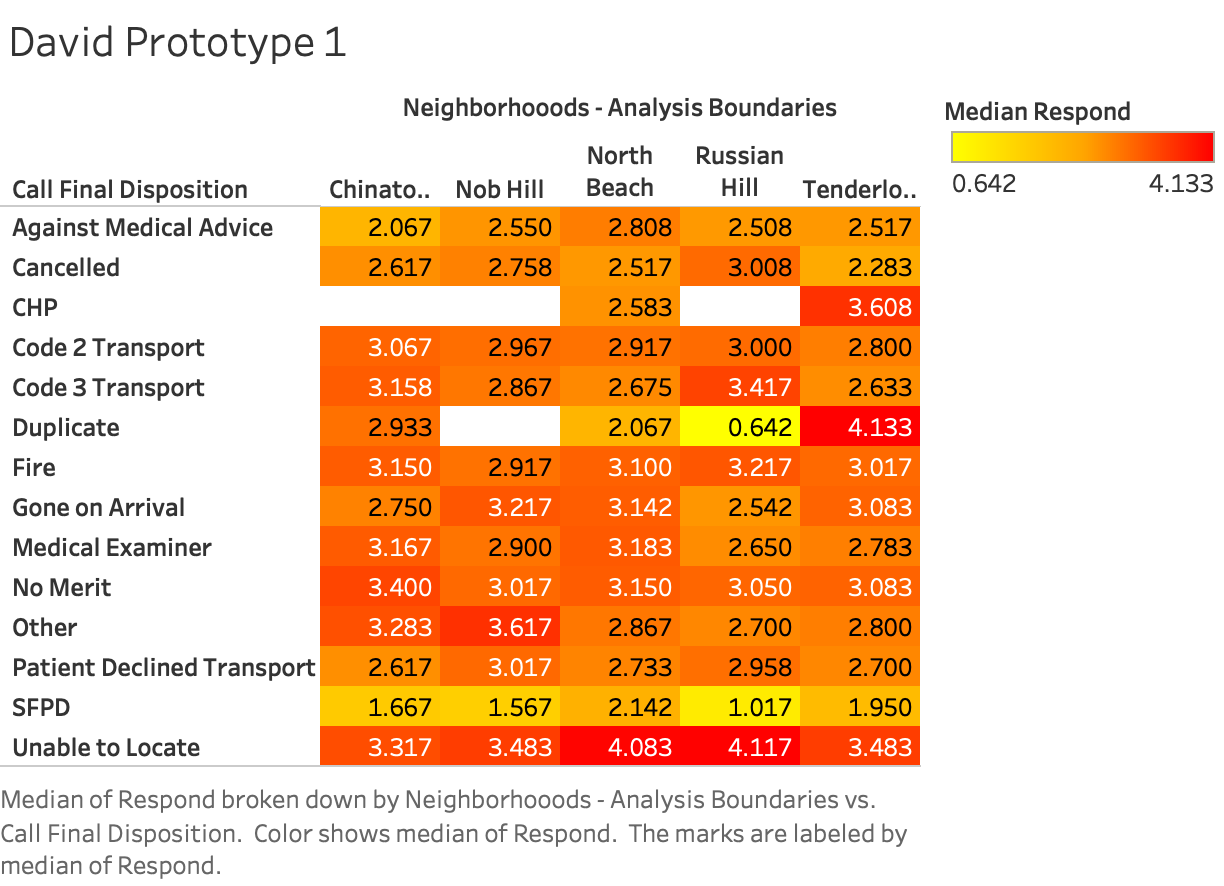 David Prototype 1
Neighborhooods - Analysis Boundaries
Median Respond
0.642 4.133
Call Final Disposition Chinato.. Nob Hill North Beach Russian Hill Tenderlo..
Against Medical Advice 2.067 2.550 2.808 2.508 2.517
Cancelled 2.617 2.758 2.517 3.008 2.283
CHP 2.583 3.608
Code 2 Transport 3.067 2.967 2.917 3.000 2.800
Code 3 Transport 3.158 2.867 2.675 3.417 2.633
Duplicate 2.933 2.067 0.642 4.133
Fire 3.150 2.917 3.100 3.217 3.017
Gone on Arrival 2.750 3.217 3.142 2.542 3.083
Medical Examiner 3.167 2.900 3.183 2.650 2.783
No Merit 3.400 3.017 3.150 3.050 3.083
Other 3.283 3.617 2.867 2.700 2.800
Patient Declined Transport 2.617 3.017 2.733 2.958 2.700
SFPD 1.667 1.567 2.142 1.017 1.950
Unable to Locate 3.317 3.483 4.083 4.117 3.483
Median of Respond broken down by Neighborhooods - Analysis Boundaries vs.
Call Final Disposition.  Color shows median of Respond.  The marks are labeled by
median of Respond.